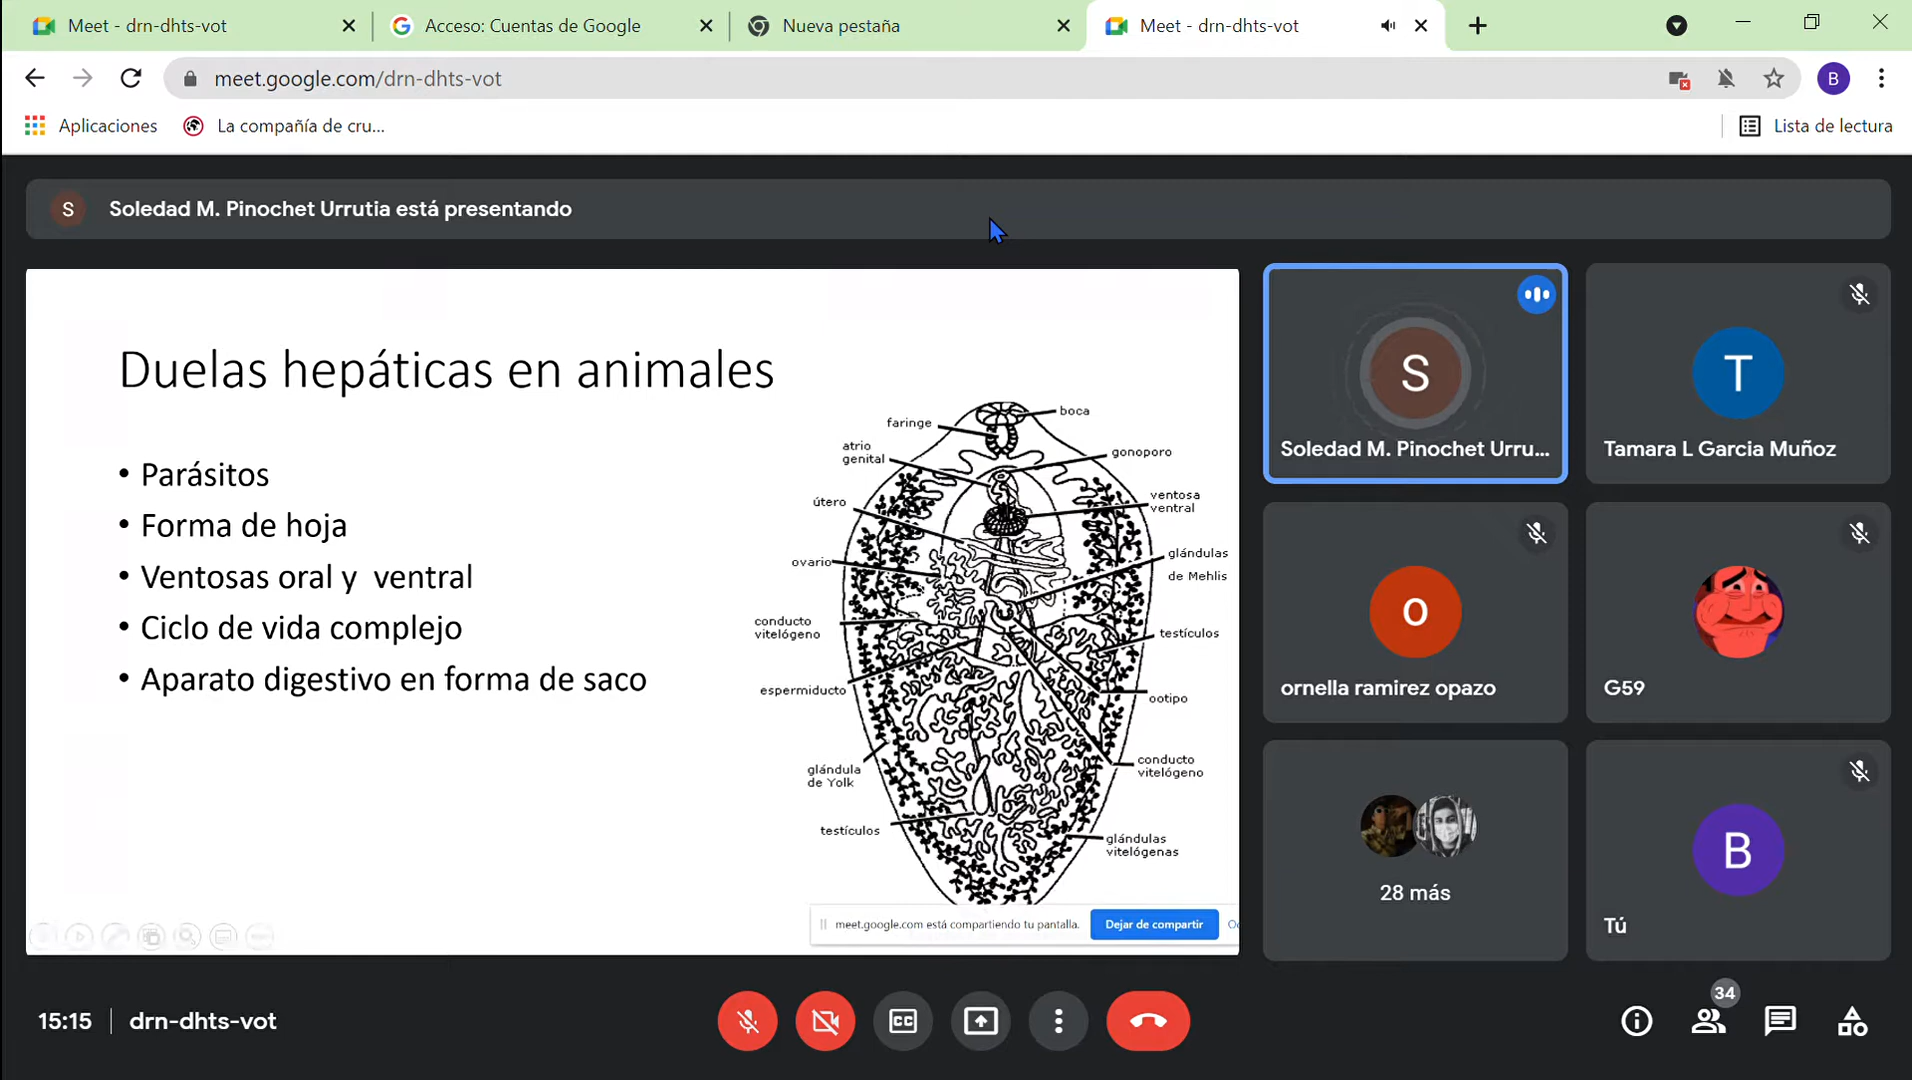 Meet - drn-dhts-vot
Acceso: Cuentas de Google
Nueva pestaña
Meet - drn-dhts-vot
meet.google.com/drn-dhts-vot
B
Aplicaciones
La compañía de cru...
Lista de lectura
S
Soledad M. Pinochet Urrutia está presentando
Duelas hepáticas en animales
• Parásitos
• Forma de hoja
• Ventosas oral y ventral
• Ciclo de vida complejo
• Aparato digestivo en forma de saco
boca
faringe
atrio
genital
gonoporo
útero
ventosa
ventral
ovario
glándulas
de Mehlis
conducto
vitelógeno
testículos
espermiducto
ootipo
glándula
de Yolk
conducto
vitelógeno
testículos
glándulas
vitelógenas
meet.google.com está compartiendo tu pantalla.
Dejar de compartir
S
Soledad M. Pinochet Urru...
T
Tamara L Garcia Muñoz
o
ornella ramirez opazo
G59
28 más
B
Tú
15:15
drn-dhts-vot
CC
34